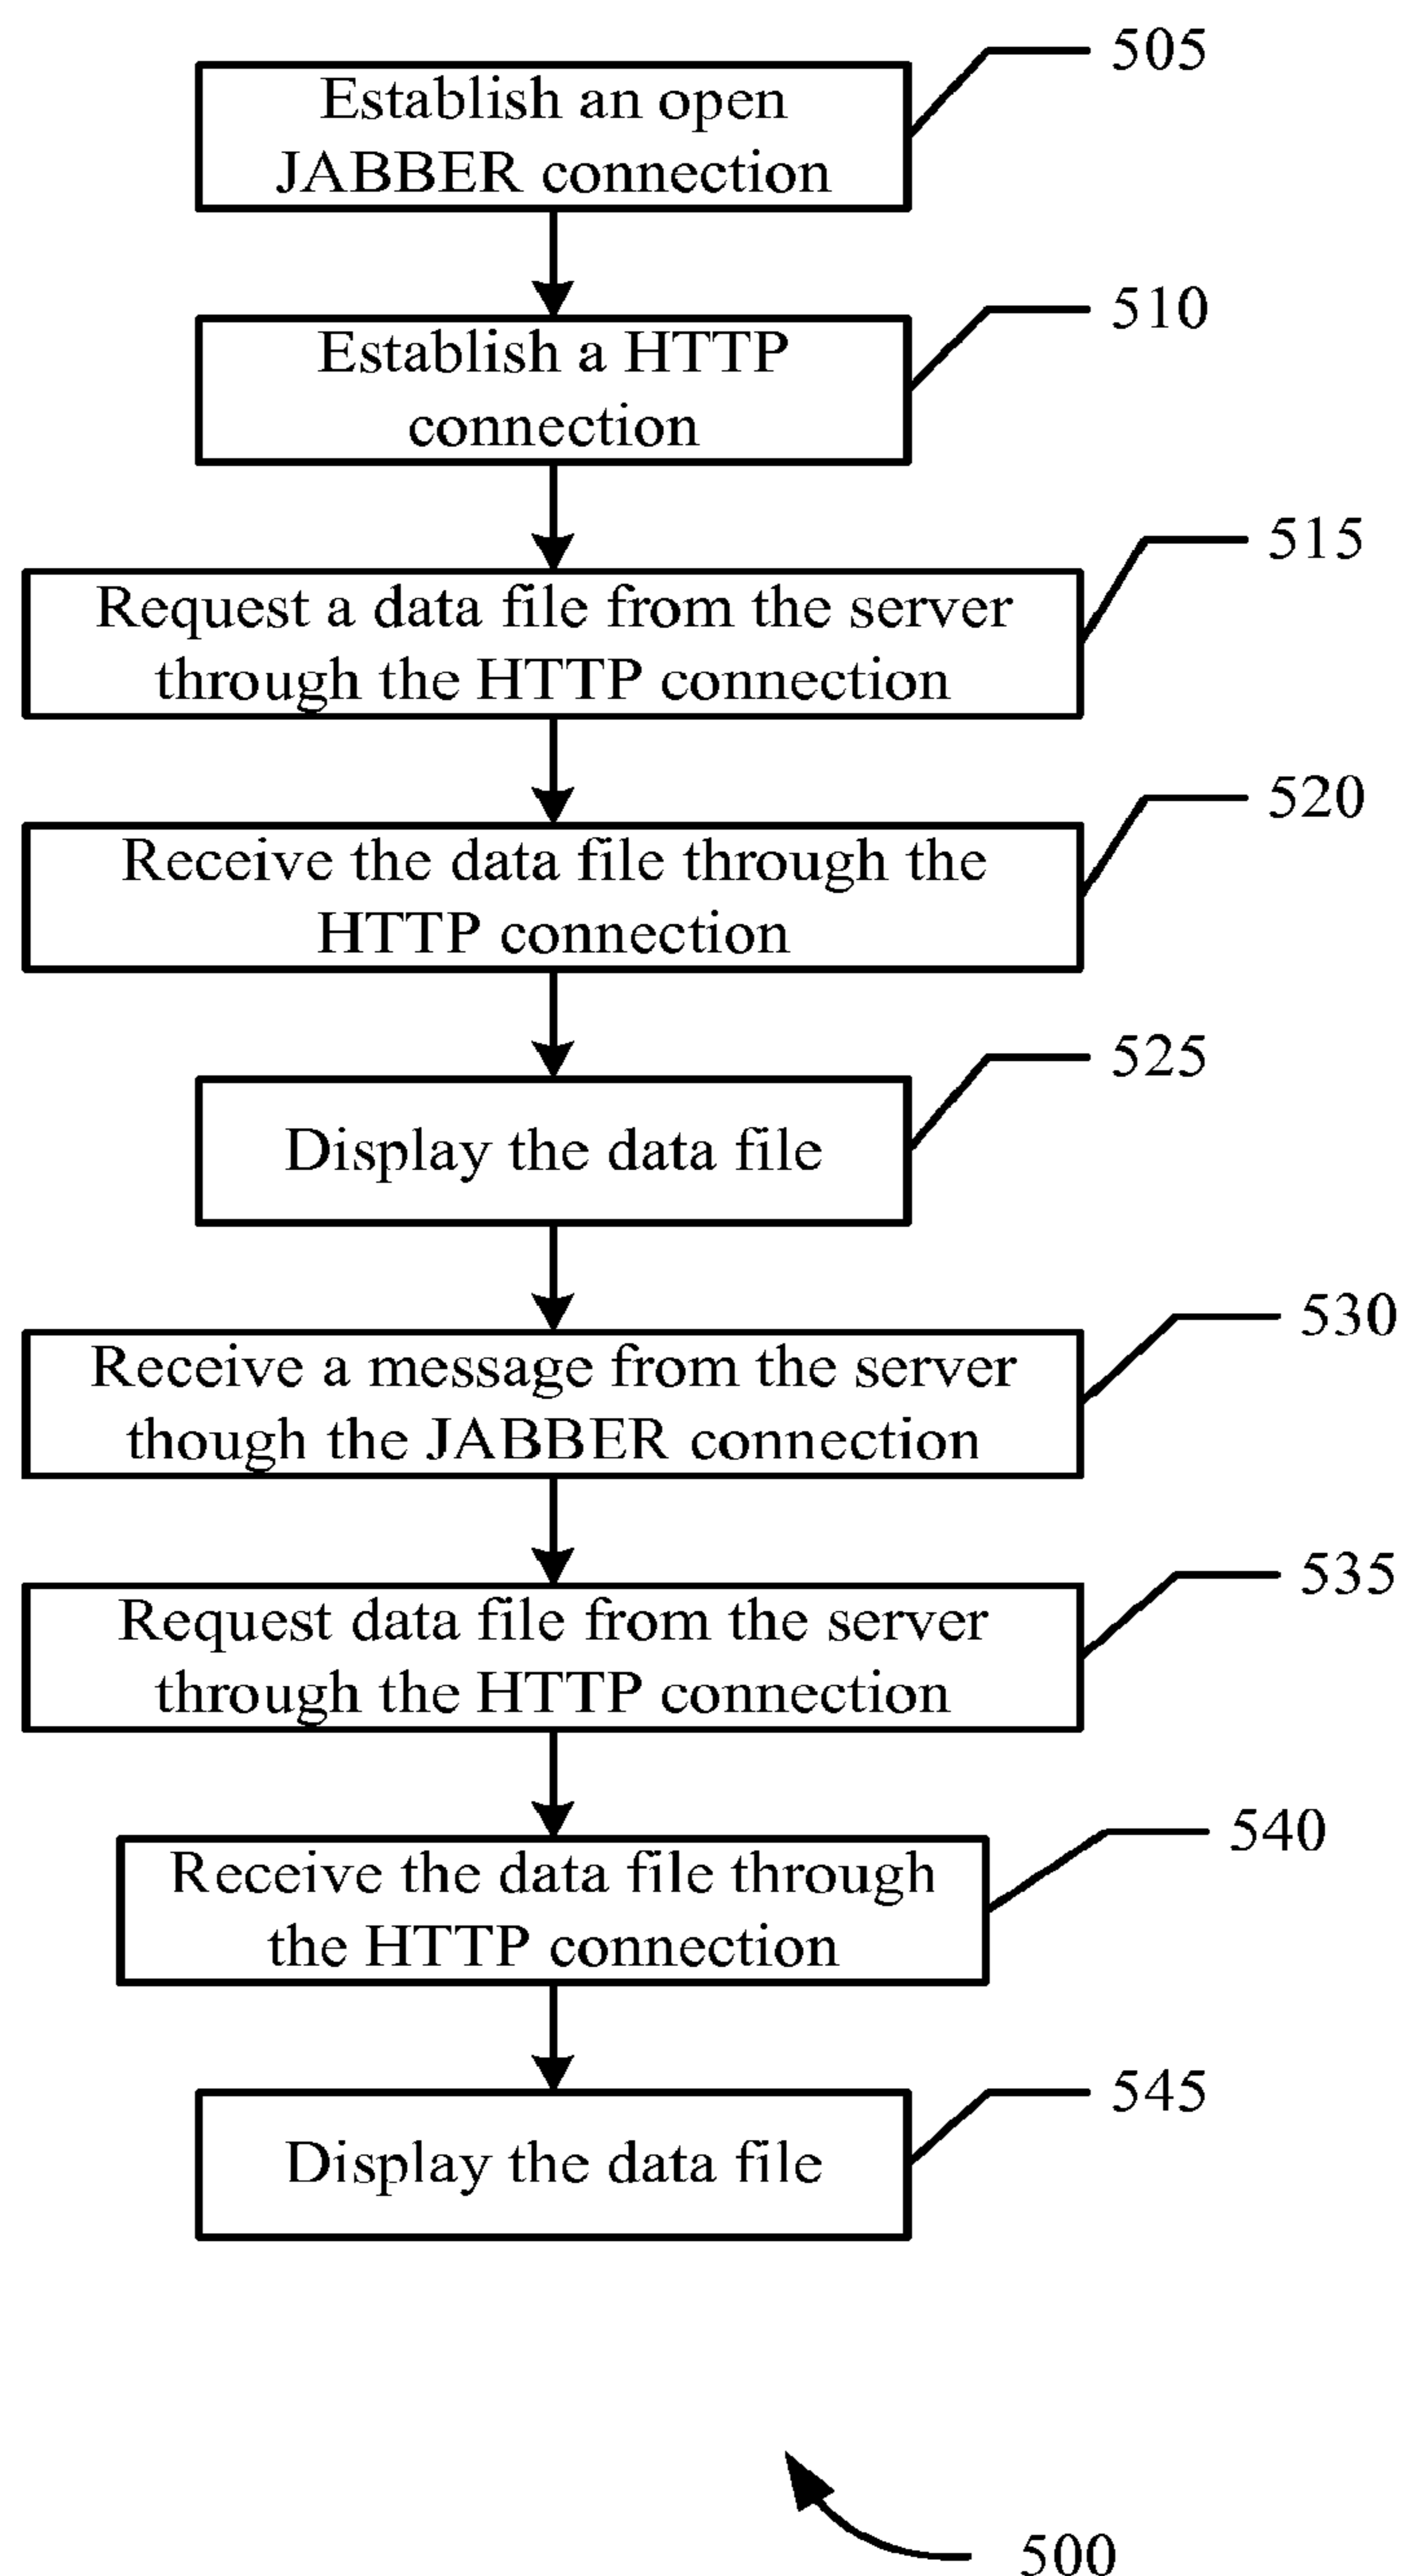 505
Establish an open
JABBER connection
510
Establish a HTTP
connection
515
Request a data file from the server
through the HTTP connection
520
Receive the data file through the
HTTP connection
525
Display the data file
530
Receive a message from the server
though the JABBER connection
535
Request data file from the server
through the HTTP connection
540
Receive the data file through
the HTTP connection
545
Display the data file
500